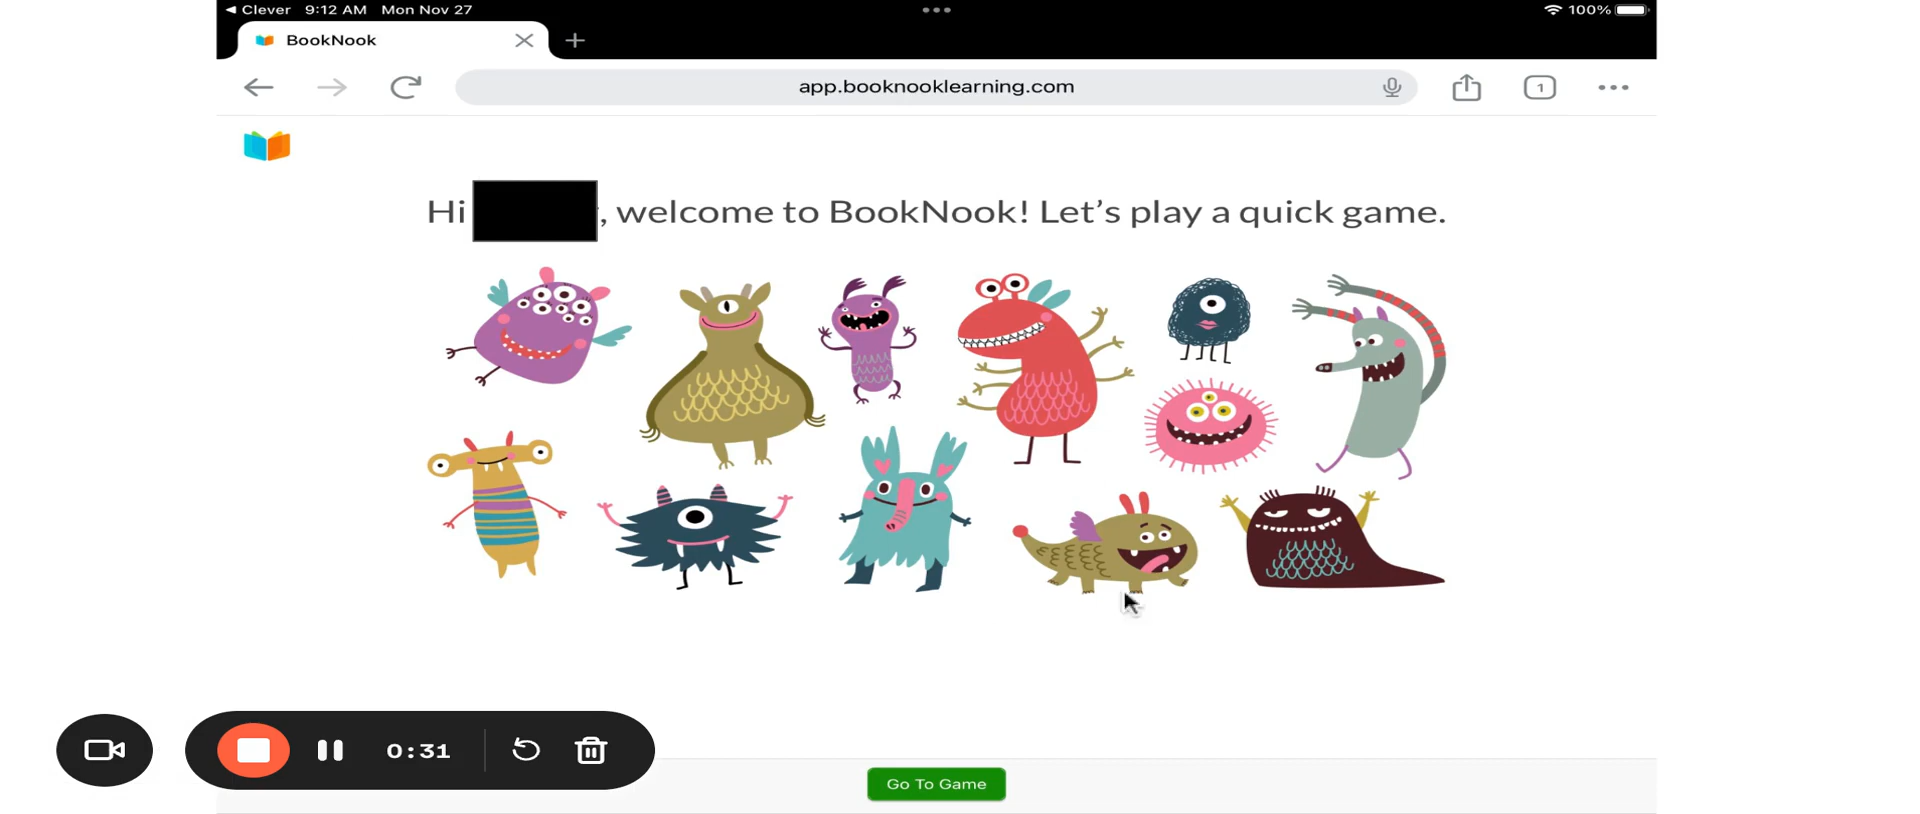 Clever 9:12 AM Mon Nov 27
100%
BookNook
app.booknooklearning.com
1
Hi , welcome to BookNook! Let’s play a quick game.
0:31
Go To Game